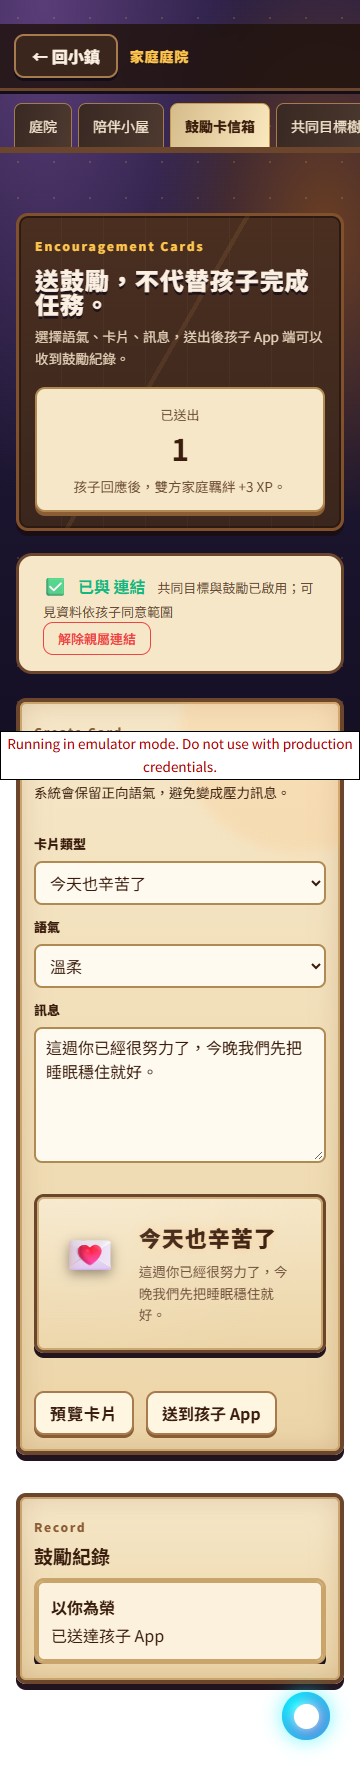 ← 回小鎮
家庭庭院
庭院
陪伴小屋
鼓勵卡信箱
共同目標樹
Encouragement Cards
送鼓勵，不代替孩子完成
任務。
選擇語氣、卡片、訊息，送出後孩子 App 端可以
收到鼓勵紀錄。
已送出
1
孩子回應後，雙方家庭羈絆 +3 XP。
已與 連結 共同目標與鼓勵已啟用；可
見資料依孩子同意範圍
解除親屬連結
Running in emulator mode. Do not use with production
credentials.
系統會保留正向語氣，避免變成壓力訊息。
卡片類型
今天也辛苦了
語氣
溫柔
訊息
這週你已經很努力了，今晚我們先把
睡眠穩住就好。
今天也辛苦了
這週你已經很努力了，今
晚我們先把睡眠穩住就
好。
預覽卡片
送到孩子 App
Record
鼓勵紀錄
以你為榮
已送達孩子 App